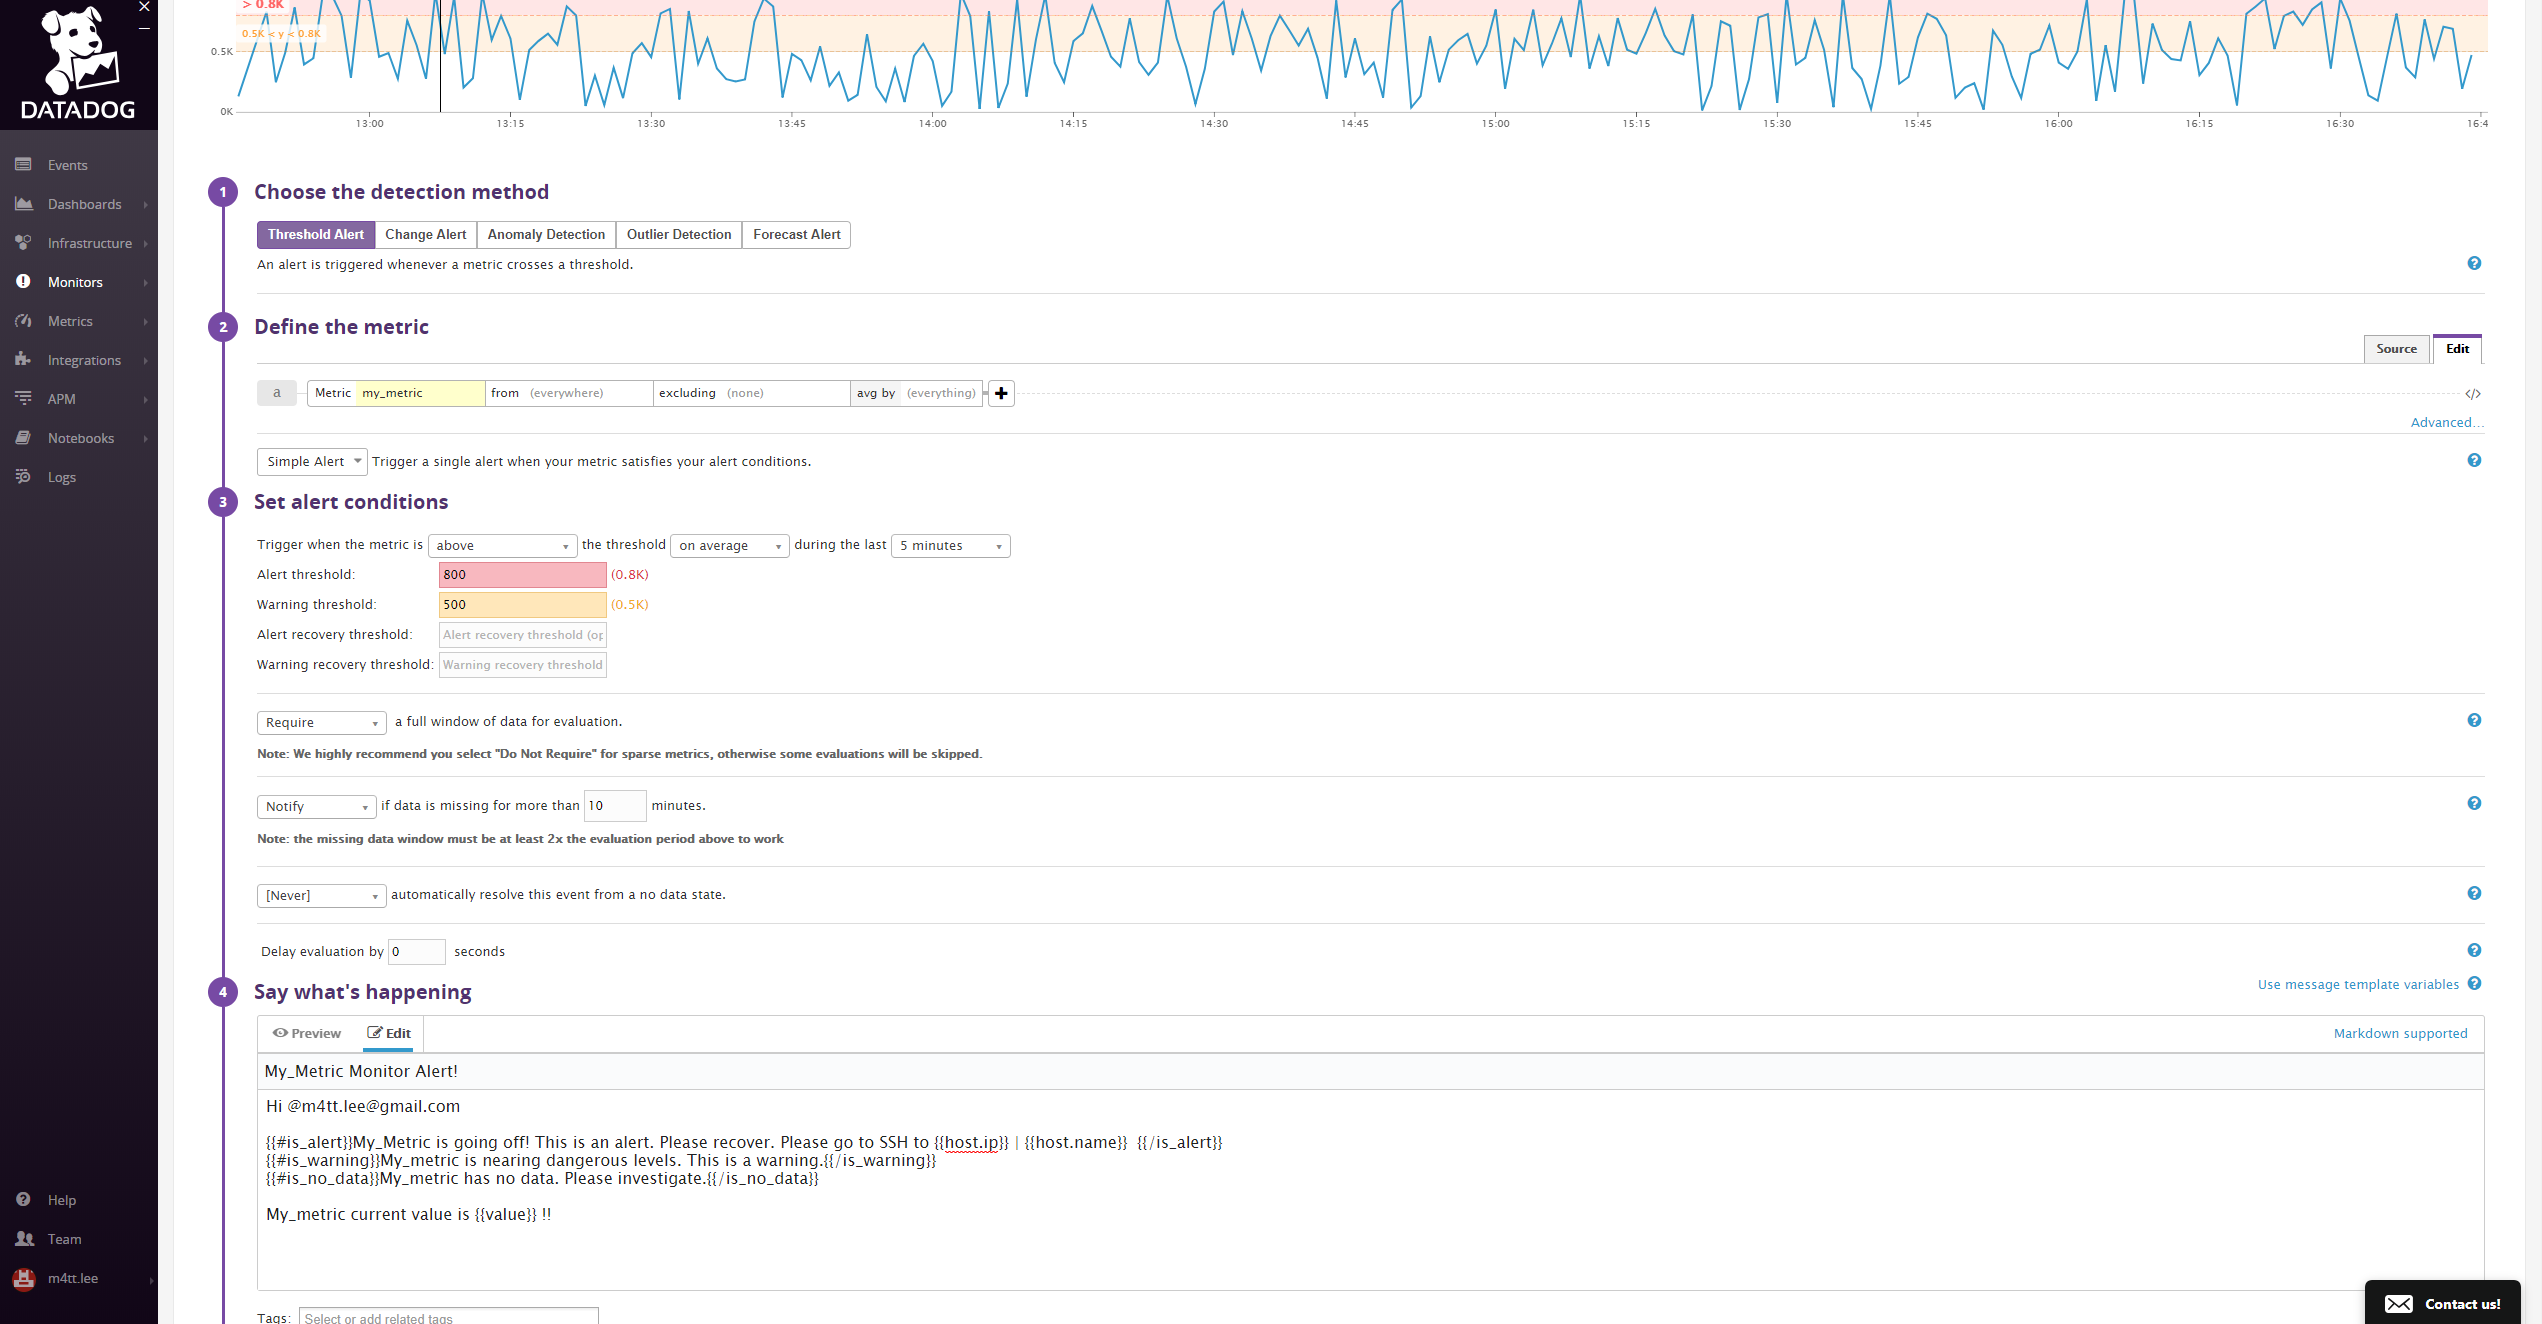 DATADOG
Events
Dashboards
Infrastructure
Monitors
Metrics
Integrations
APM
Notebooks
Logs
Help
Team
m4tt.lee
> 0.8K
0.5K < y < 0.8K
0.5K
0K
13:00 13:15 13:30 13:45 14:00 14:15 14:30 14:45 15:00 15:15 15:30 15:45 16:00 16:15 16:30 16:4
1 Choose the detection method
Threshold Alert Change Alert Anomaly Detection Outlier Detection Forecast Alert
An alert is triggered whenever a metric crosses a threshold.
2 Define the metric
Source Edit
a Metric my_metric from (everywhere) excluding (none) avg by (everything) + </>
Advanced...
Simple Alert Trigger a single alert when your metric satisfies your alert conditions.
3 Set alert conditions
Trigger when the metric is above the threshold on average during the last 5 minutes
Alert threshold: 800 (0.8K)
Warning threshold: 500 (0.5K)
Alert recovery threshold: Alert recovery threshold (op
Warning recovery threshold: Warning recovery threshold
Require a full window of data for evaluation.
Note: We highly recommend you select "Do Not Require" for sparse metrics, otherwise some evaluations will be skipped.
Notify if data is missing for more than 10 minutes.
Note: the missing data window must be at least 2x the evaluation period above to work
[Never] automatically resolve this event from a no data state.
Delay evaluation by 0 seconds
4 Say what's happening
Use message template variables
Preview Edit Markdown supported
My_Metric Monitor Alert!
Hi @m4tt.lee@gmail.com
{{#is_alert}}My_Metric is going off! This is an alert. Please recover. Please go to SSH to {{host.ip}} | {{host.name}}  {{/is_alert}}
{{#is_warning}}My_metric is nearing dangerous levels. This is a warning.{{/is_warning}}
{{#is_no_data}}My_metric has no data. Please investigate.{{/is_no_data}}
My_metric current value is {{value}} !!
Tags: Select or add related tags
Contact us!